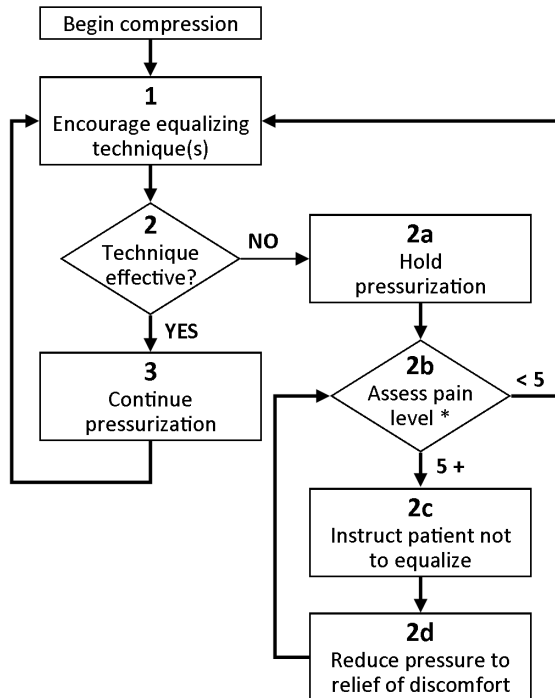 Begin compression
1
Encourage equalizing
technique(s)
2
Technique
effective?
NO
YES
3
Continue
pressurization
2a
Hold
pressurization
2b
Assess pain
level *
< 5
5 +
2c
Instruct patient not
to equalize
2d
Reduce pressure to
relief of discomfort